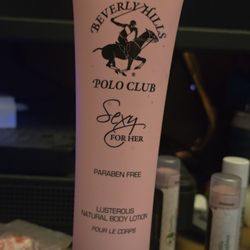 BEVERLY HILLS
POLO CLUB
Sexy
FOR HER
PARABEN FREE
LUSTEROUS
NATURAL BODY LOTION
POUR LE CORPS